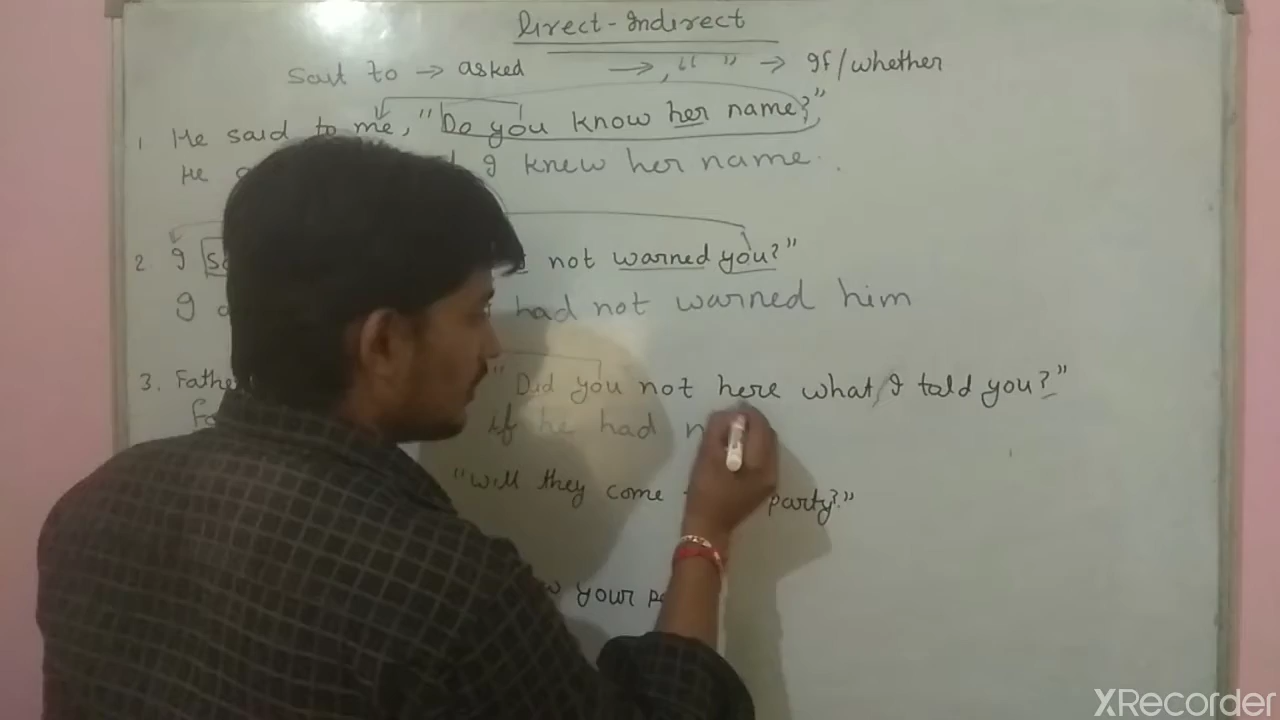 Direct-Indirect
Said to → asked → , “ ” → If/whether
1 He said to me, "Do you know her name?"
He I knew her name.
2. I not warned you?"
I had not warned him
3. "Did you not here what I told you?"
if he had
"Will they come party?"
your
XRecorder